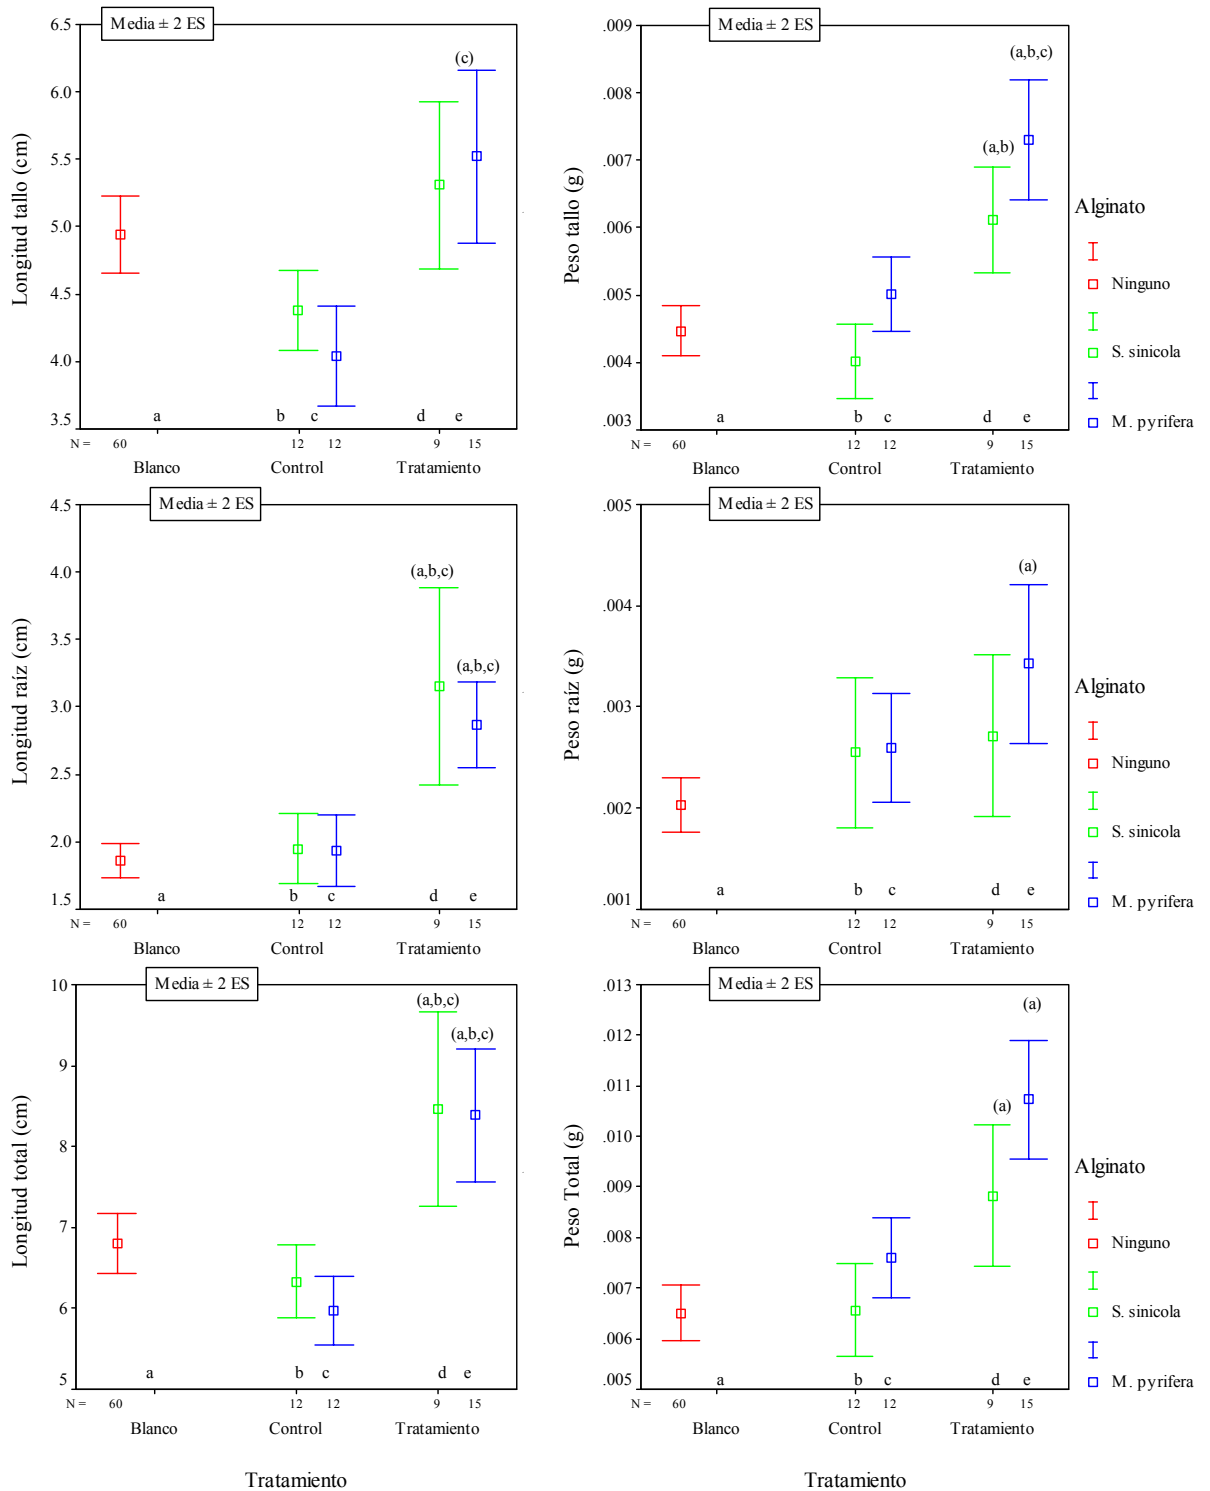 Media ± 2 ES
Longitud tallo (cm)
6.5
6.0
5.5
5.0
4.5
4.0
3.5
(c)
a b c d e
N = 60 12 12 9 15
Blanco Control Tratamiento
Media ± 2 ES
Peso tallo (g)
.009
.008
.007
.006
.005
.004
.003
(a,b,c)
(a,b)
a b c d e
N = 60 12 12 9 15
Blanco Control Tratamiento
Alginato
Ninguno
S. sinicola
M. pyrifera
Media ± 2 ES
Longitud raíz (cm)
4.5
4.0
3.5
3.0
2.5
2.0
1.5
(a,b,c)
(a,b,c)
a b c d e
N = 60 12 12 9 15
Blanco Control Tratamiento
Media ± 2 ES
Peso raíz (g)
.005
.004
.003
.002
.001
(a)
a b c d e
N = 60 12 12 9 15
Blanco Control Tratamiento
Alginato
Ninguno
S. sinicola
M. pyrifera
Media ± 2 ES
Longitud total (cm)
10
9
8
7
6
5
(a,b,c)
(a,b,c)
a b c d e
N = 60 12 12 9 15
Blanco Control Tratamiento
Tratamiento
Media ± 2 ES
Peso Total (g)
.013
.012
.011
.010
.009
.008
.007
.006
.005
(a)
(a)
a b c d e
N = 60 12 12 9 15
Blanco Control Tratamiento
Tratamiento
Alginato
Ninguno
S. sinicola
M. pyrifera